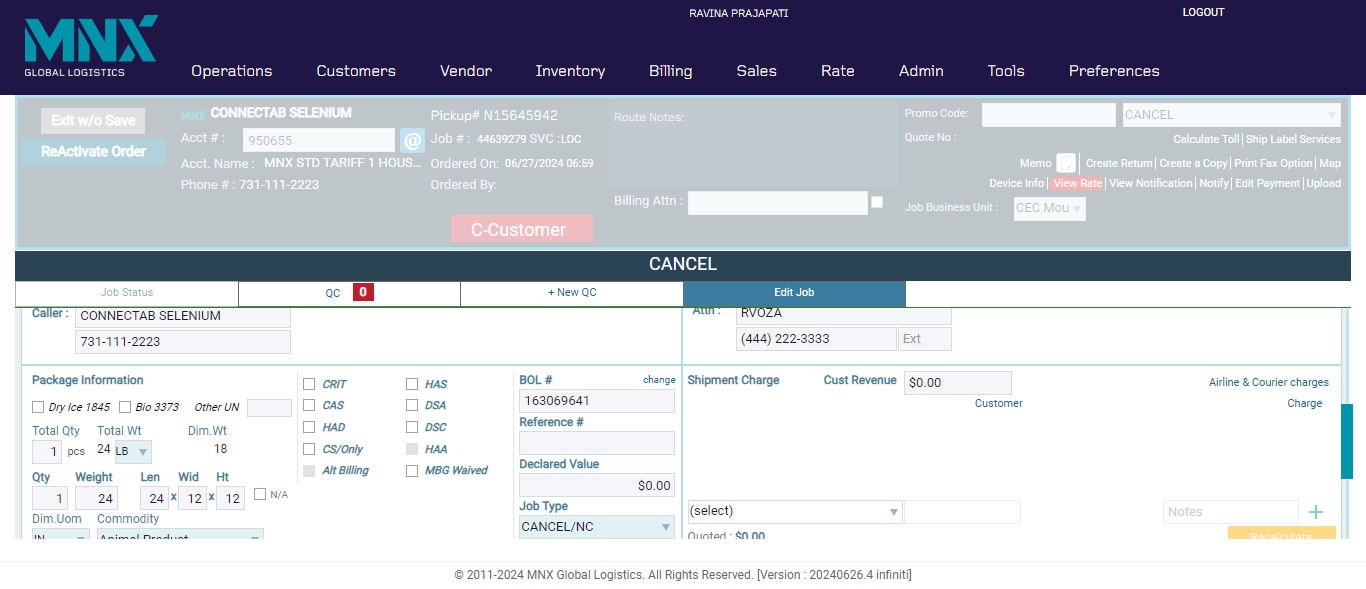 RAVINA PRAJAPATI LOGOUT
MNX
GLOBAL LOGISTICS
Operations Customers Vendor Inventory Billing Sales Rate Admin Tools Preferences
Exit w/o Save
ReActivate Order
MNX CONNECTAB SELENIUM
Acct # : 950655 @
Acct. Name : MNX STD TARIFF 1 HOUS...
Phone # : 731-111-2223
Pickup# N15645942
Job # : 44639279 SVC :LOC
Ordered On: 06/27/2024 06:59
Ordered By:
C-Customer
Route Notes:
Billing Attn :
Promo Code: CANCEL
Quote No :
Calculate Toll| Ship Label Services
Memo | Create Return| Create a Copy| Print Fax Option| Map
Device Info| View Rate| View Notification| Notify| Edit Payment| Upload
Job Business Unit : CEC Mou
CANCEL
Job Status QC 0 + New QC Edit Job
Caller : CONNECTAB SELENIUM
731-111-2223
Attn : RVOZA
(444) 222-3333 Ext
Package Information
Dry Ice 1845 Bio 3373 Other UN
Total Qty Total Wt Dim.Wt
1 pcs 24 LB 18
Qty Weight Len Wid Ht
1 24 24 x 12 x 12 N/A
Dim.Uom Commodity
IN Animal Product
CRIT HAS
CAS DSA
HAD DSC
CS/Only HAA
Alt Billing MBG Waived
BOL # change
163069641
Reference #
Declared Value
$0.00
Job Type
CANCEL/NC
Shipment Charge Cust Revenue $0.00 Airline & Courier charges
Customer Charge
(select) Notes +
Quoted : $0.00 Recalculate
© 2011-2024 MNX Global Logistics. All Rights Reserved. [Version : 20240626.4 infiniti]